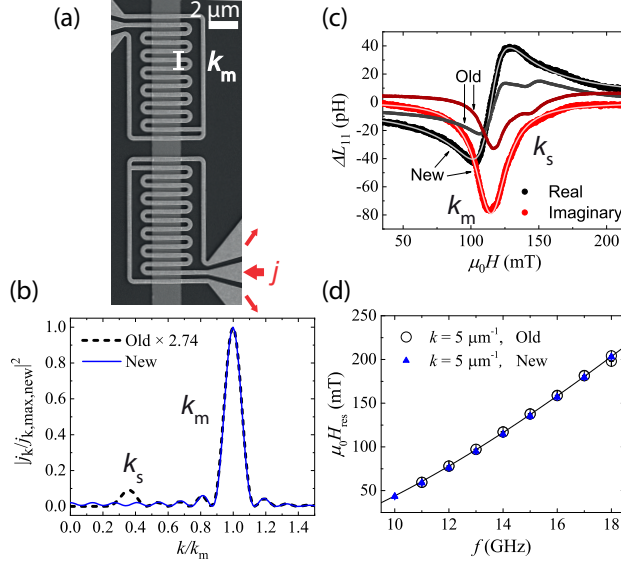 (a)
2 μm
k_m
j
(b)
|j_k/j_k,max,new|²
1.0
0.8
0.6
0.4
0.2
0.0
Old × 2.74
New
k_m
k_s
0.0 0.2 0.4 0.6 0.8 1.0 1.2 1.4
k/k_m
(c)
ΔL₁₁ (pH)
40
20
0
-20
-40
-60
-80
Old
New
k_s
k_m
Real
Imaginary
50 100 150 200
μ₀H (mT)
(d)
μ₀H_res (mT)
250
200
150
100
50
k = 5 μm⁻¹, Old
k = 5 μm⁻¹, New
10 12 14 16 18
f (GHz)